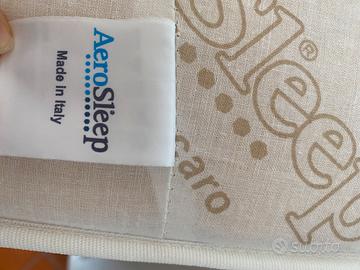 AeroSleep
Made in Italy
Sleep®
caro
subito